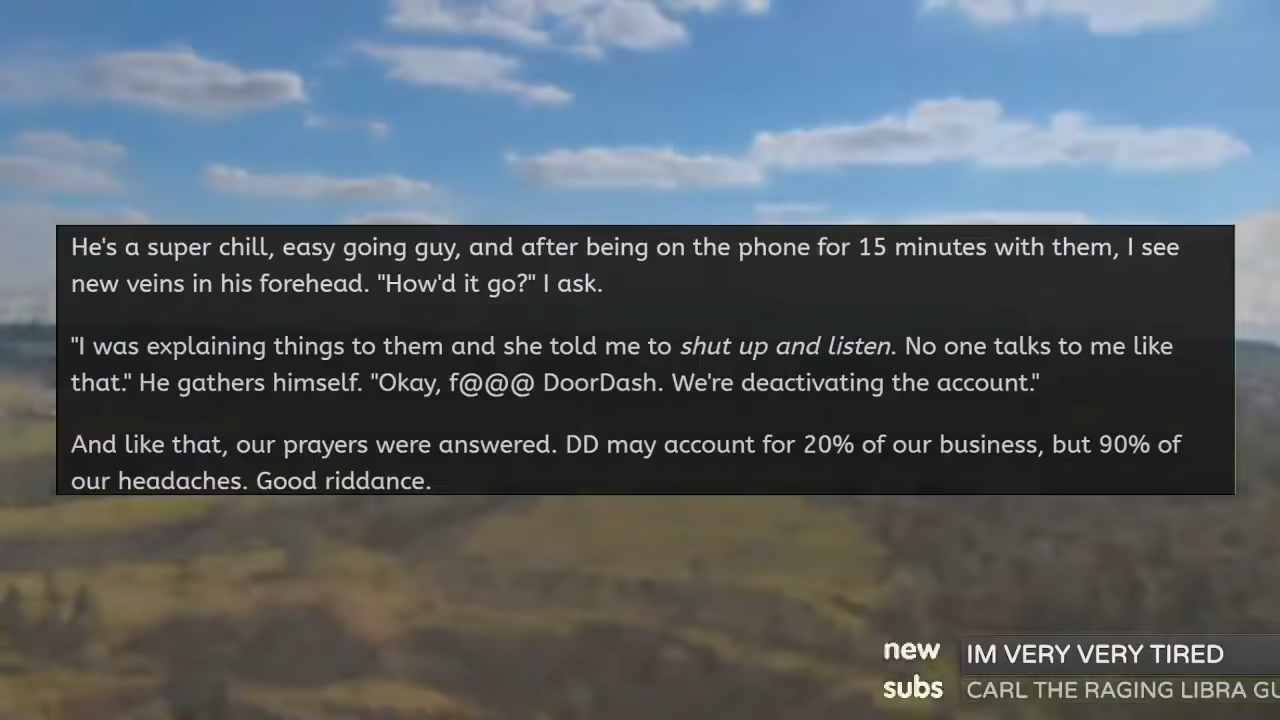 He's a super chill, easy going guy, and after being on the phone for 15 minutes with them, I see
new veins in his forehead. "How'd it go?" I ask.
"I was explaining things to them and she told me to shut up and listen. No one talks to me like
that." He gathers himself. "Okay, f@@@ DoorDash. We're deactivating the account."
And like that, our prayers were answered. DD may account for 20% of our business, but 90% of
our headaches. Good riddance.
new IM VERY VERY TIRED
subs CARL THE RAGING LIBRA GU